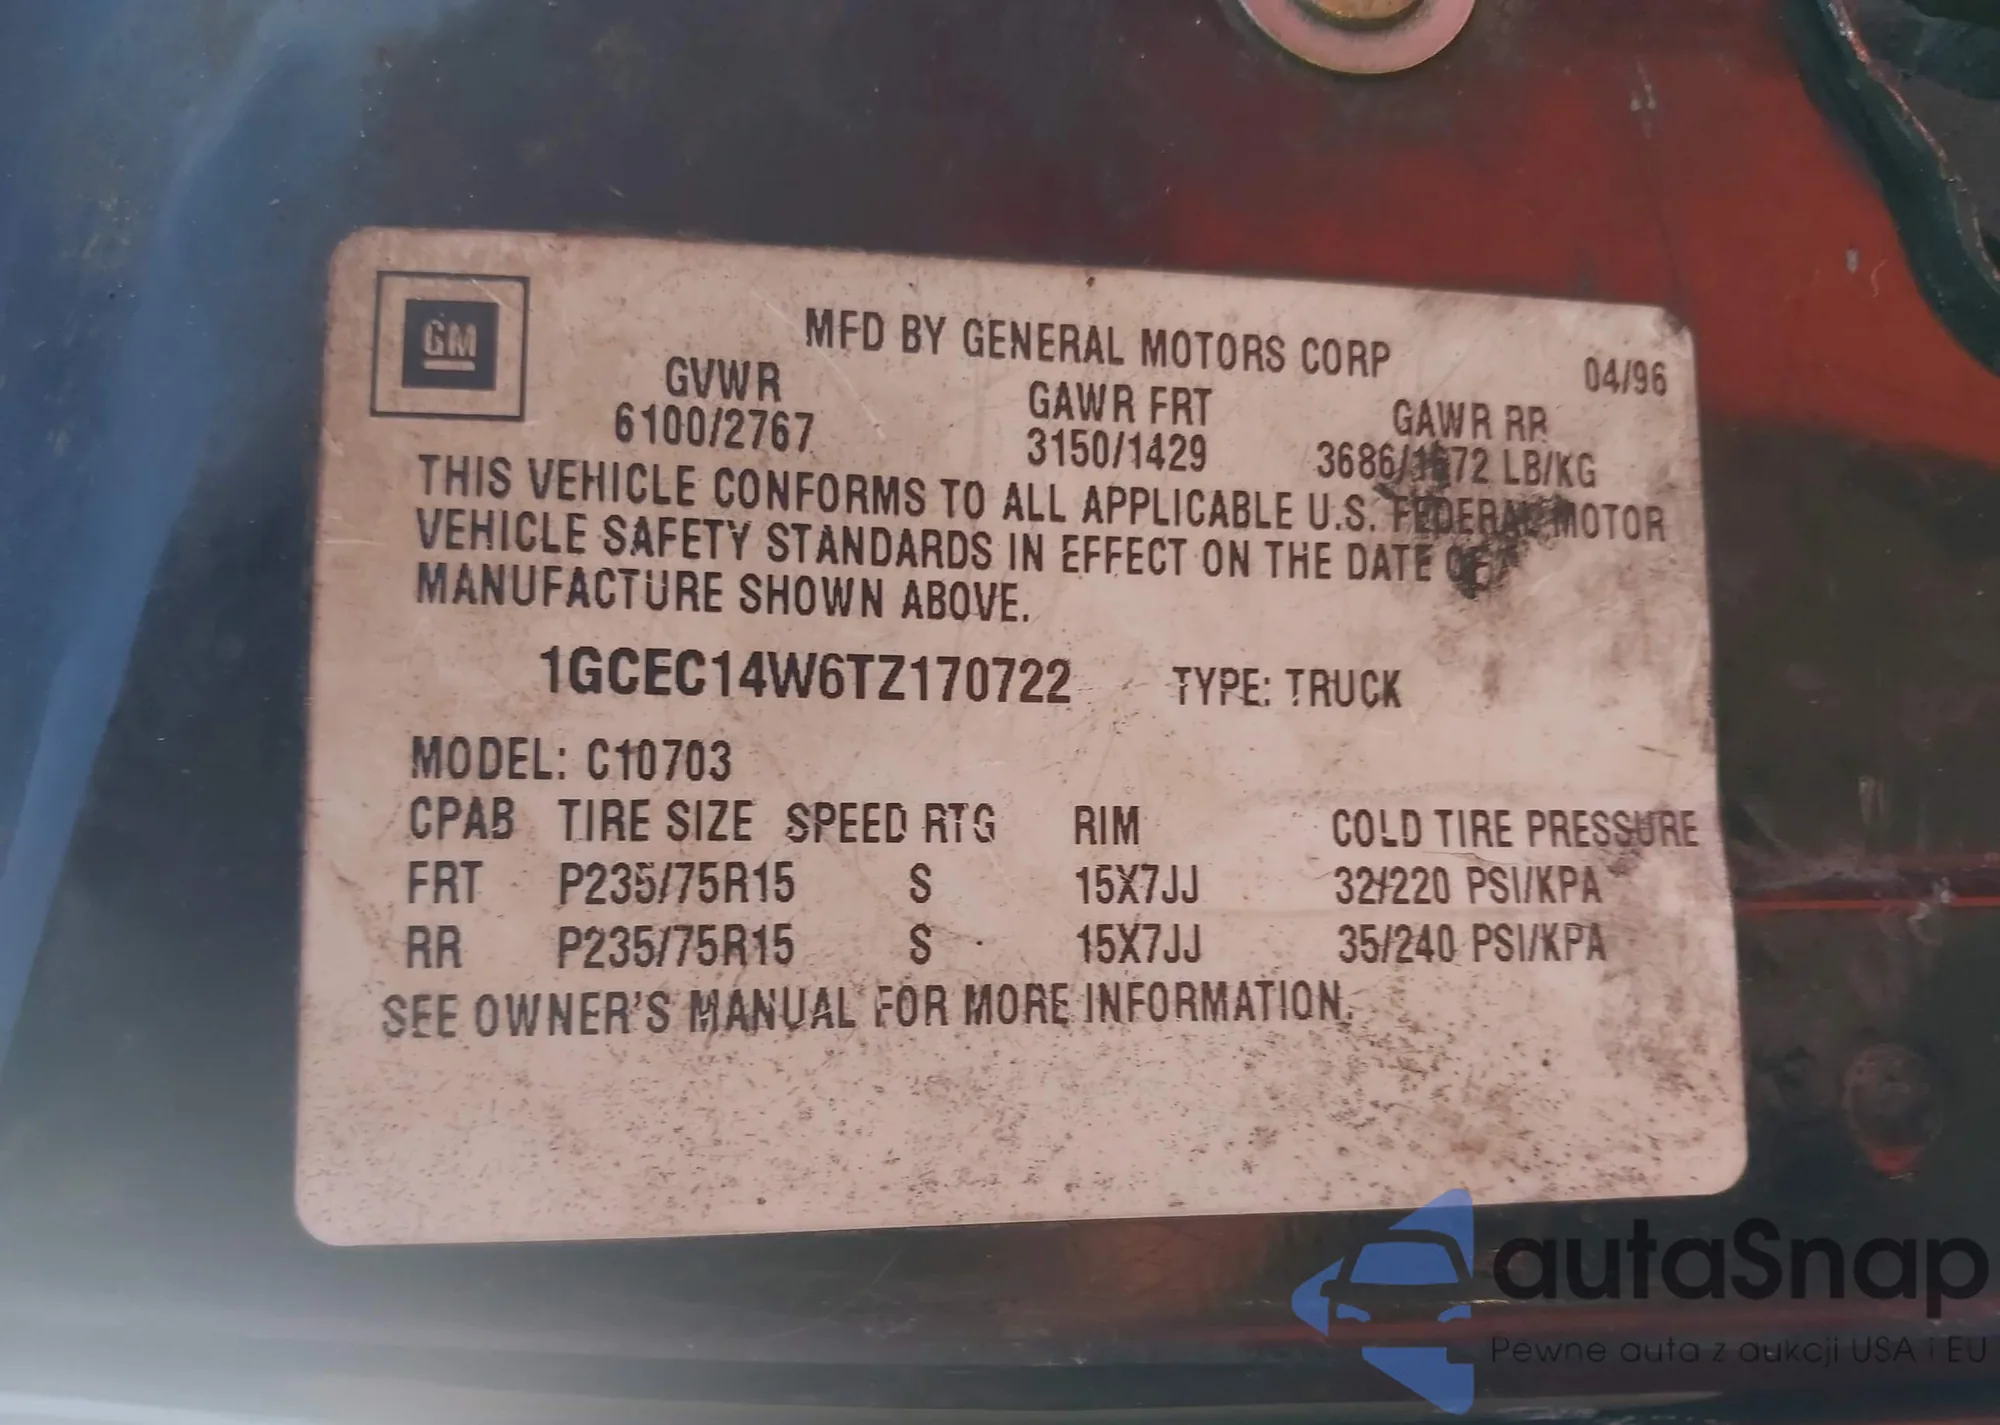 GM
MFD BY GENERAL MOTORS CORP 04/96
GVWR GAWR FRT GAWR RR
6100/2767 3150/1429 3686/1672 LB/KG
THIS VEHICLE CONFORMS TO ALL APPLICABLE U.S. FEDERAL MOTOR
VEHICLE SAFETY STANDARDS IN EFFECT ON THE DATE OF
MANUFACTURE SHOWN ABOVE.
1GCEC14W6TZ170722 TYPE: TRUCK
MODEL: C10703
CPAB TIRE SIZE SPEED RTG RIM COLD TIRE PRESSURE
FRT P235/75R15 S 15X7JJ 32/220 PSI/KPA
RR P235/75R15 S 15X7JJ 35/240 PSI/KPA
SEE OWNER'S MANUAL FOR MORE INFORMATION.
autaSnap
Pewne auta z aukcji USA i EU